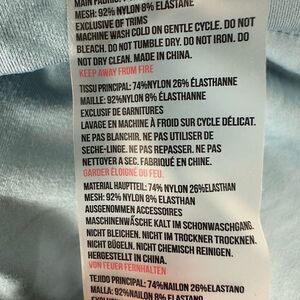 MAIN FABRIC
MESH: 92% NYLON 8% ELASTANE
EXCLUSIVE OF TRIMS
MACHINE WASH COLD ON GENTLE CYCLE. DO NOT
BLEACH. DO NOT TUMBLE DRY. DO NOT IRON. DO
NOT DRY CLEAN. MADE IN CHINA.
KEEP AWAY FROM FIRE
TISSU PRINCIPAL: 74%NYLON 26% ÉLASTHANNE
MAILLE: 92%NYLON 8% ÉLASTHANNE
EXCLUSIF DE GARNITURES
LAVAGE EN MACHINE À FROID SUR CYCLE DÉLICAT.
NE PAS BLANCHIR. NE PAS UTILISER DE
SECHE-LINGE. NE PAS REPASSER. NE PAS
NETTOYER A SEC. FABRIQUÉ EN CHINE.
GARDER ÉLOIGNÉ DU FEU.
MATERIAL HAUPTTEIL: 74% NYLON 26%ELASTHAN
MESH: 92% NYLON 8% ELASTHAN
AUSGENOMMEN ACCESSOIRES
MASCHINENWÄSCHE KALT IM SCHONWASCHGANG.
NICHT BLEICHEN. NICHT IM TROCKNER TROCKNEN.
NICHT BÜGELN. NICHT CHEMISCH REINIGEN.
HERGESTELLT IN CHINA.
VON FEUER FERNHALTEN
TEJIDO PRINCIPAL: 74%NAILON 26%ELASTANO
MALLA: 92%NAILON 8% ELASTANO